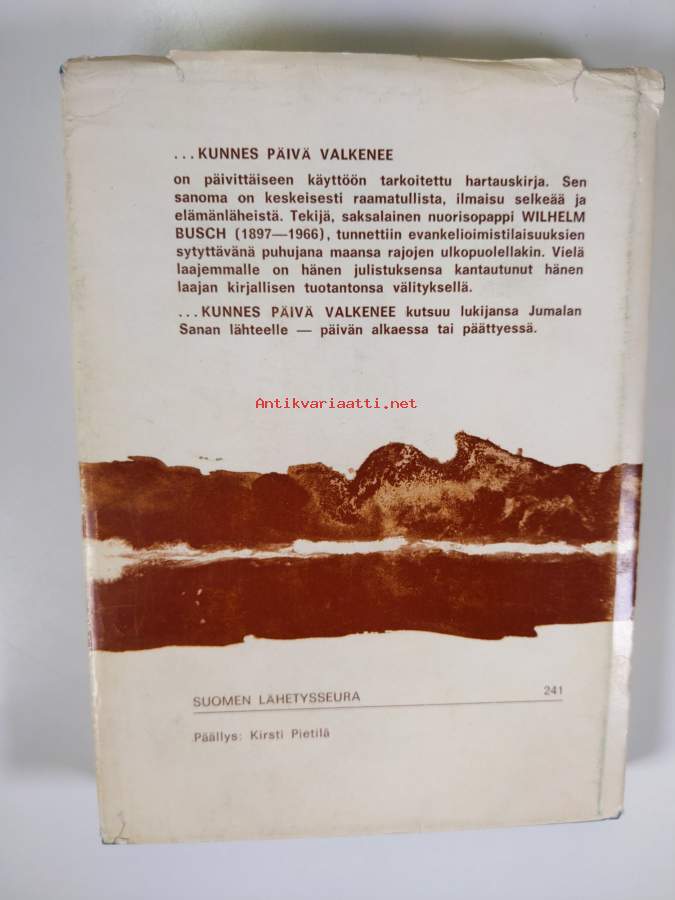 ...KUNNES PÄIVÄ VALKENEE
on päivittäiseen käyttöön tarkoitettu hartauskirja. Sen
sanoma on keskeisesti raamatullista, ilmaisu selkeää ja
elämänläheistä. Tekijä, saksalainen nuorisopappi WILHELM
BUSCH (1897—1966), tunnettiin evankelioimistilaisuuksien
sytyttävänä puhujana maansa rajojen ulkopuolellakin. Vielä
laajemmalle on hänen julistuksensa kantautunut hänen
laajan kirjallisen tuotantonsa välityksellä.
...KUNNES PÄIVÄ VALKENEE kutsuu lukijansa Jumalan
Sanan lähteelle — päivän alkaessa tai päättyessä.
Antikvariaatti.net
SUOMEN LÄHETYSSEURA 241
Päällys: Kirsti Pietilä